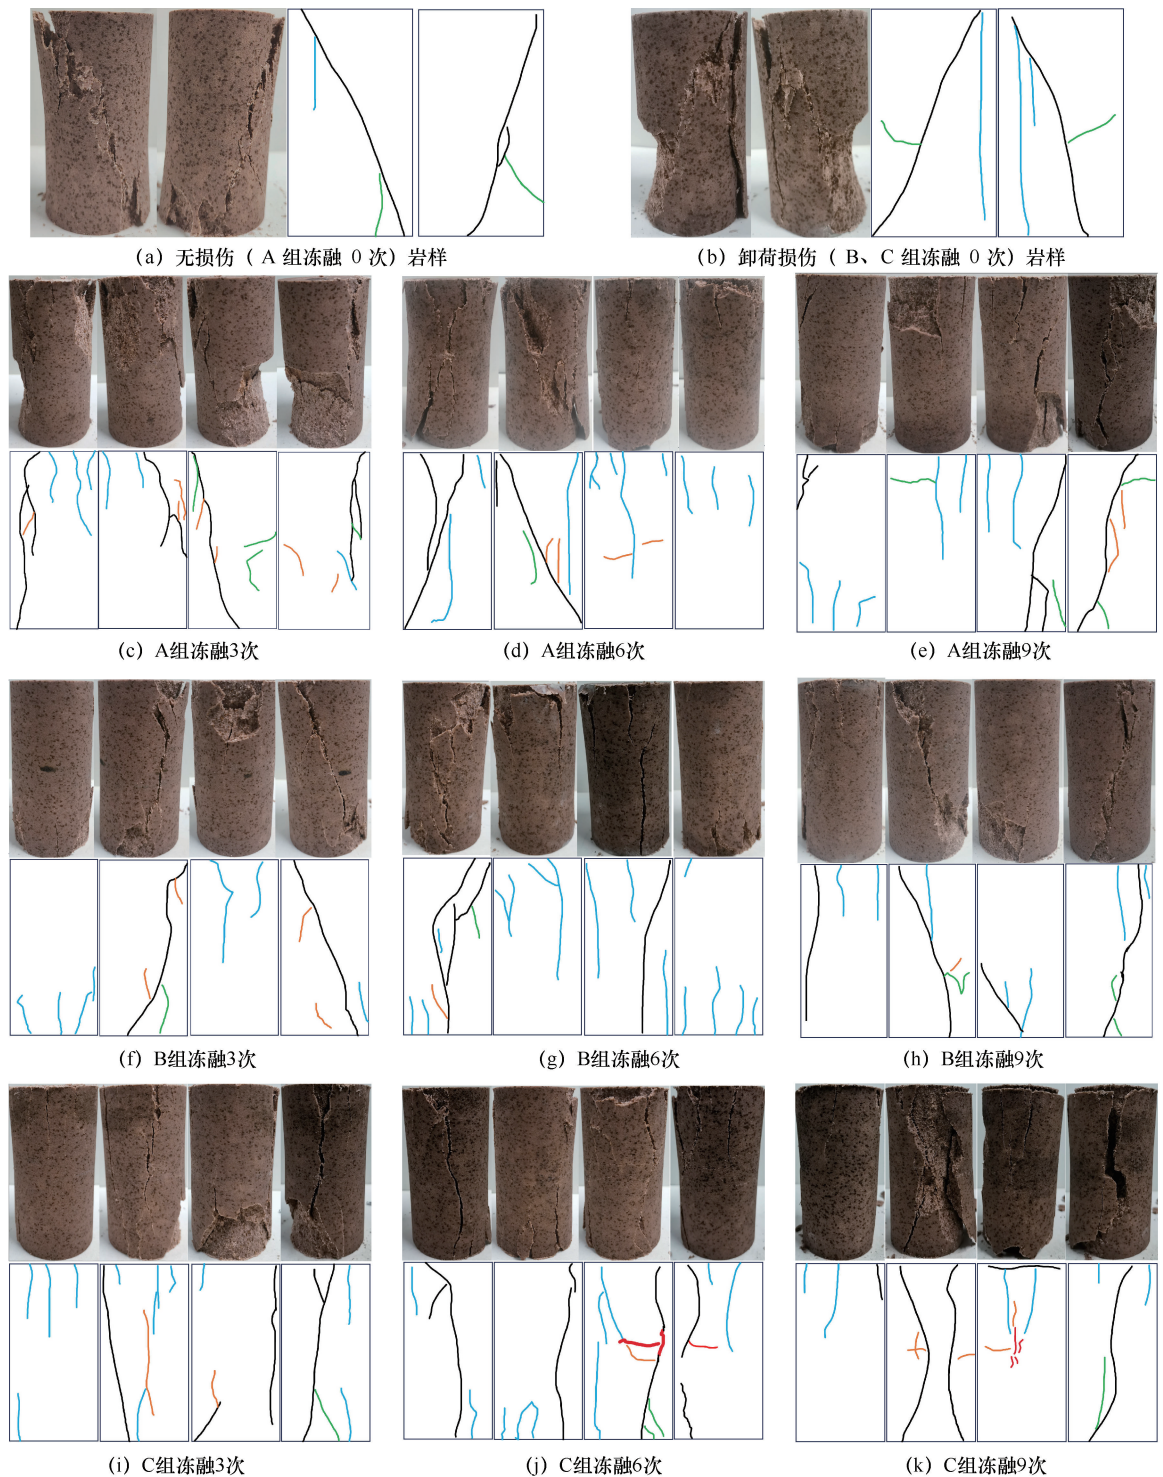 (a) 无损伤 ( A 组冻融 0 次) 岩样
(b) 卸荷损伤 ( B、C 组冻融 0 次) 岩样
(c) A组冻融3次
(d) A组冻融6次
(e) A组冻融9次
(f) B组冻融3次
(g) B组冻融6次
(h) B组冻融9次
(i) C组冻融3次
(j) C组冻融6次
(k) C组冻融9次